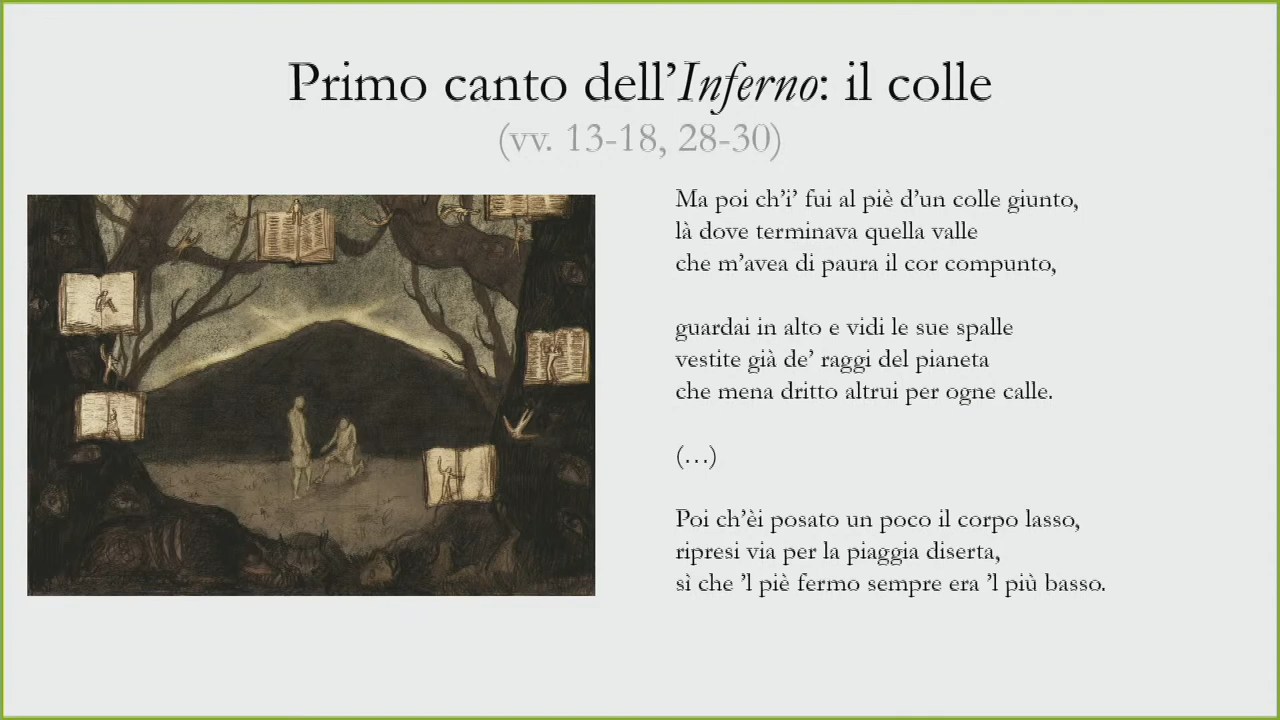 Primo canto dell’Inferno: il colle
(vv. 13-18, 28-30)
Ma poi ch’i’ fui al piè d’un colle giunto,
là dove terminava quella valle
che m’avea di paura il cor compunto,
guardai in alto e vidi le sue spalle
vestite già de’ raggi del pianeta
che mena dritto altrui per ogne calle.
(…)
Poi ch’èi posato un poco il corpo lasso,
ripresi via per la piaggia diserta,
sì che ’l piè fermo sempre era ’l più basso.